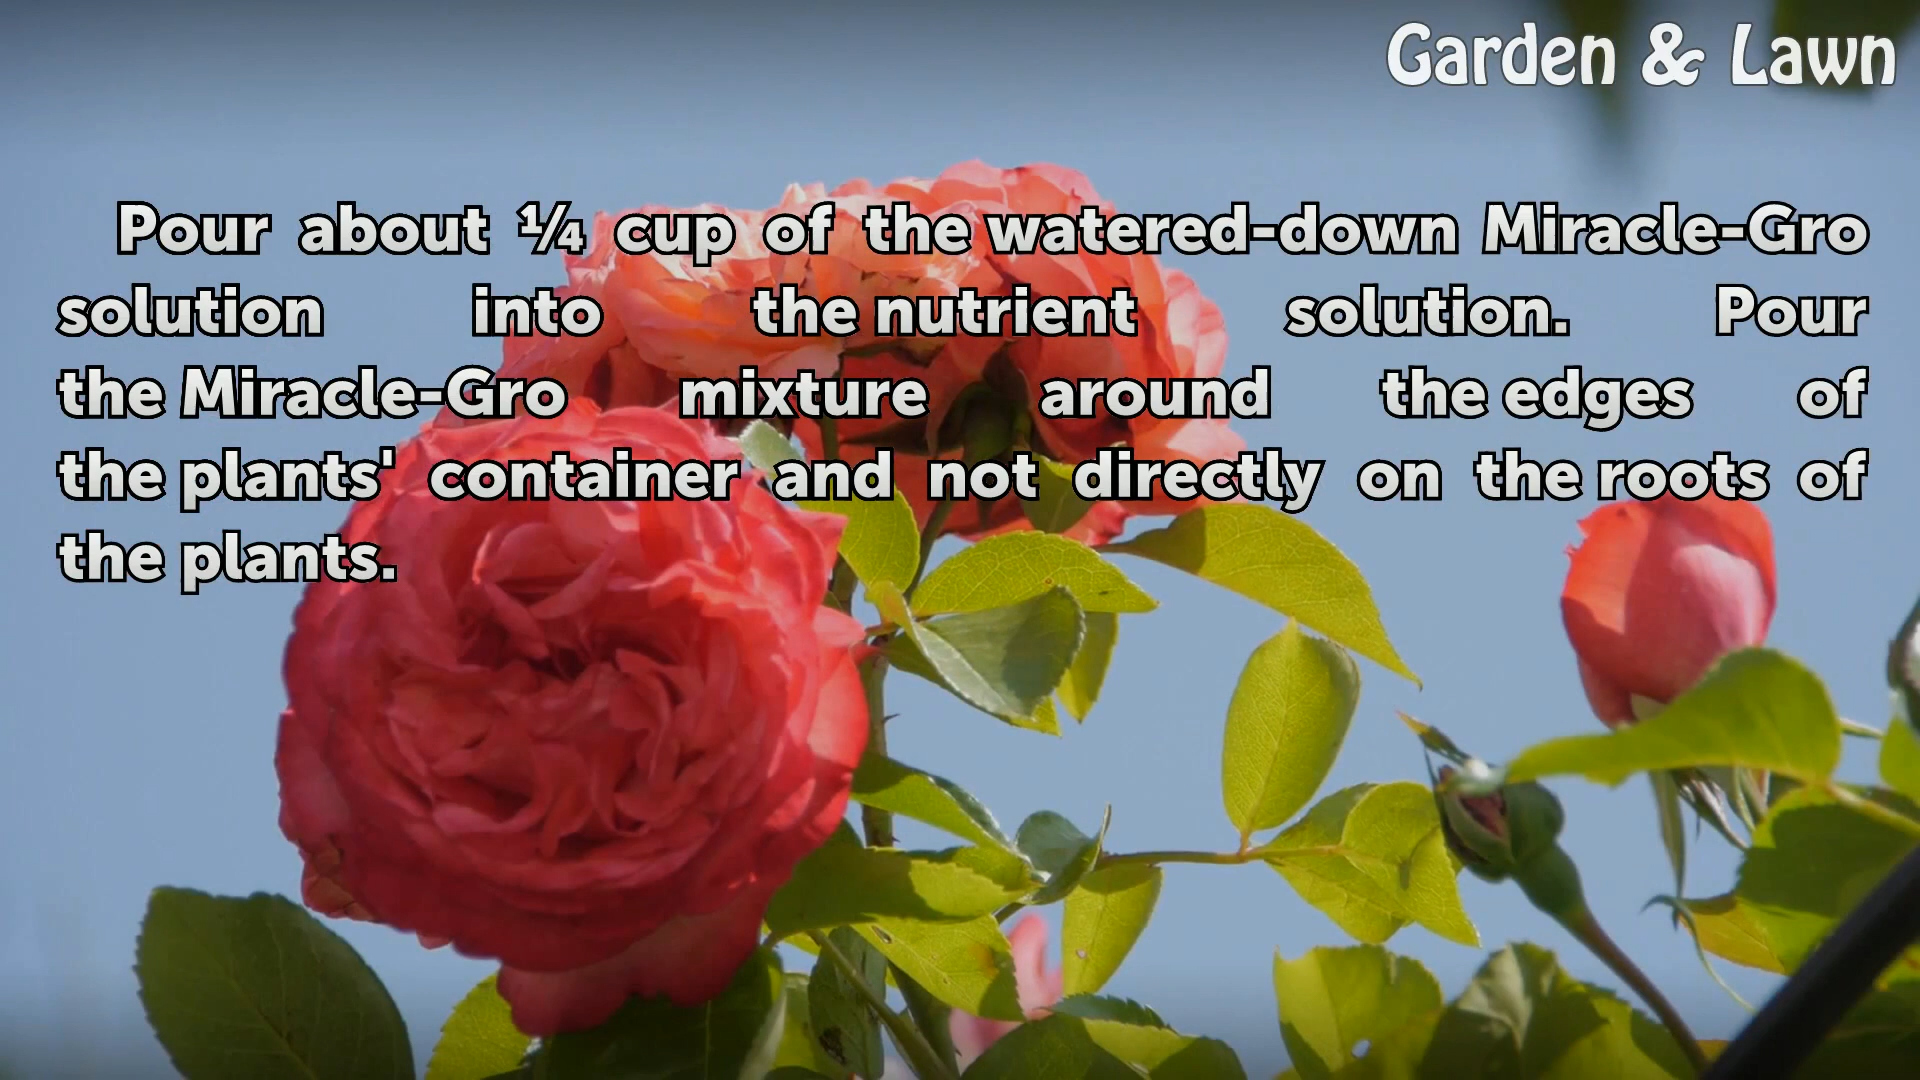 Garden & Lawn
Pour about ¼ cup of the watered-down Miracle-Gro
solution into the nutrient solution. Pour
the Miracle-Gro mixture around the edges of
the plants' container and not directly on the roots of
the plants.